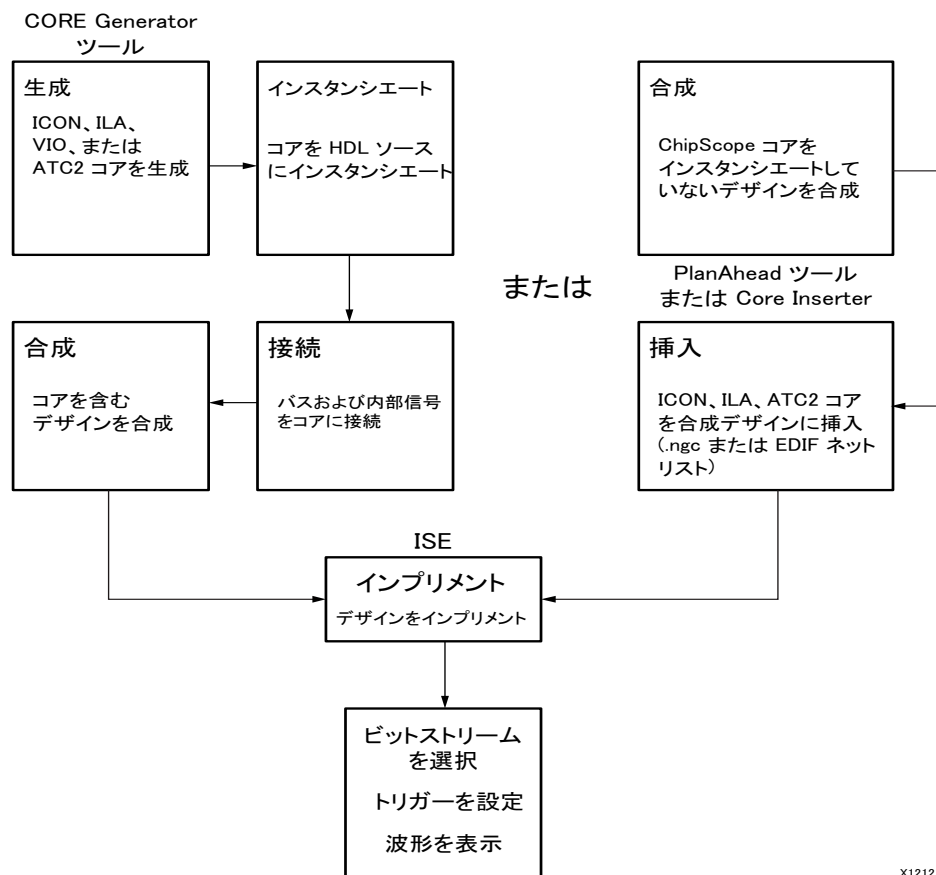 CORE Generator
ツール
生成
ICON、ILA、
VIO、または
ATC2 コアを生成
インスタンシエート
コアを HDL ソース
にインスタンシエート
合成
ChipScope コアを
インスタンシエートして
いないデザインを合成
または
PlanAhead ツール
または Core Inserter
合成
コアを含む
デザインを合成
接続
バスおよび内部信号
をコアに接続
挿入
ICON、ILA、ATC2 コア
を合成デザインに挿入
(.ngc または EDIF ネット
リスト)
ISE
インプリメント
デザインをインプリメント
ビットストリーム
を選択
トリガーを設定
波形を表示
X1212